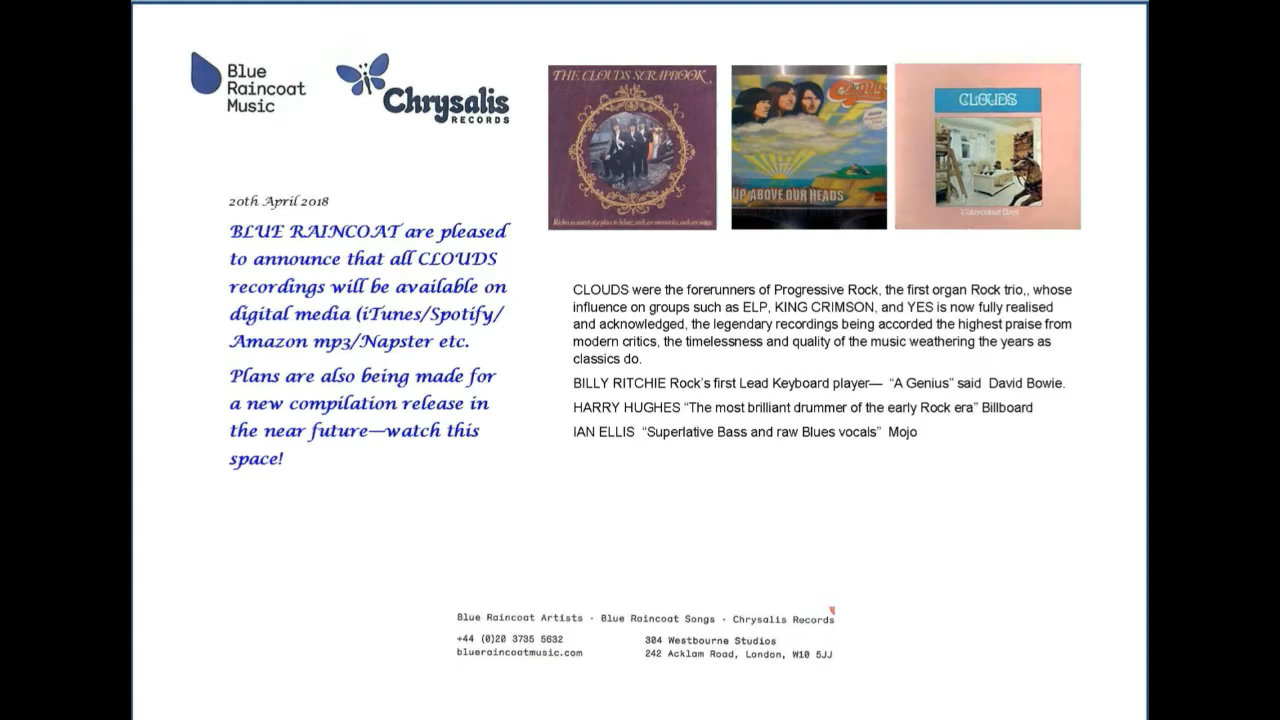 Blue
Raincoat
Music
Chrysalis
RECORDS
THE CLOUDS SCRAPBOOK
UP ABOVE OUR HEADS
CLOUDS
Watercolour Days
20th April 2018
BLUE RAINCOAT are pleased
to announce that all CLOUDS
recordings will be available on
digital media (iTunes/Spotify/
Amazon mp3/Napster etc.
Plans are also being made for
a new compilation release in
the near future—watch this
space!
CLOUDS were the forerunners of Progressive Rock, the first organ Rock trio,, whose
influence on groups such as ELP, KING CRIMSON, and YES is now fully realised
and acknowledged, the legendary recordings being accorded the highest praise from
modern critics, the timelessness and quality of the music weathering the years as
classics do.
BILLY RITCHIE Rock's first Lead Keyboard player— “A Genius” said David Bowie.
HARRY HUGHES “The most brilliant drummer of the early Rock era” Billboard
IAN ELLIS “Superlative Bass and raw Blues vocals” Mojo
Blue Raincoat Artists · Blue Raincoat Songs · Chrysalis Records
+44 (0)20 3735 5632
blueraincoatmusic.com
304 Westbourne Studios
242 Acklam Road, London, W10 5JJ